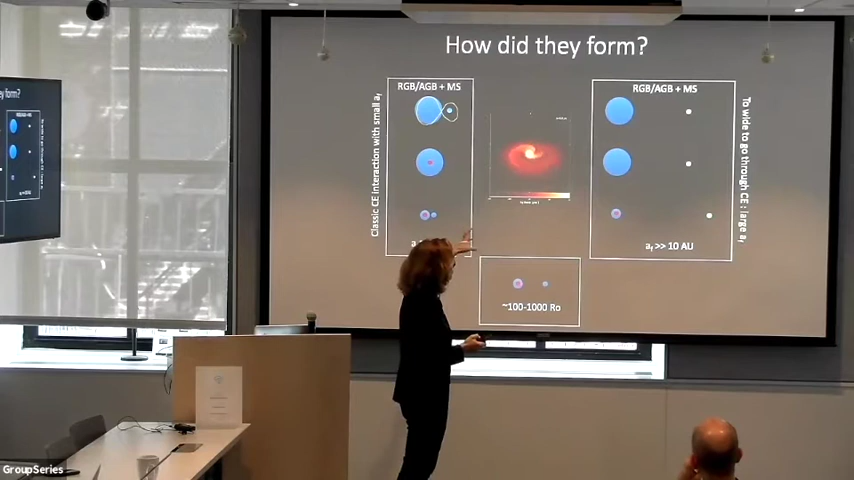 How did they form?
RGB/AGB + MS
RGB/AGB + MS
Classic CE interaction with small af
To wide to go through CE : large af
af >> 10 AU
~100-1000 Ro
GroupSeries